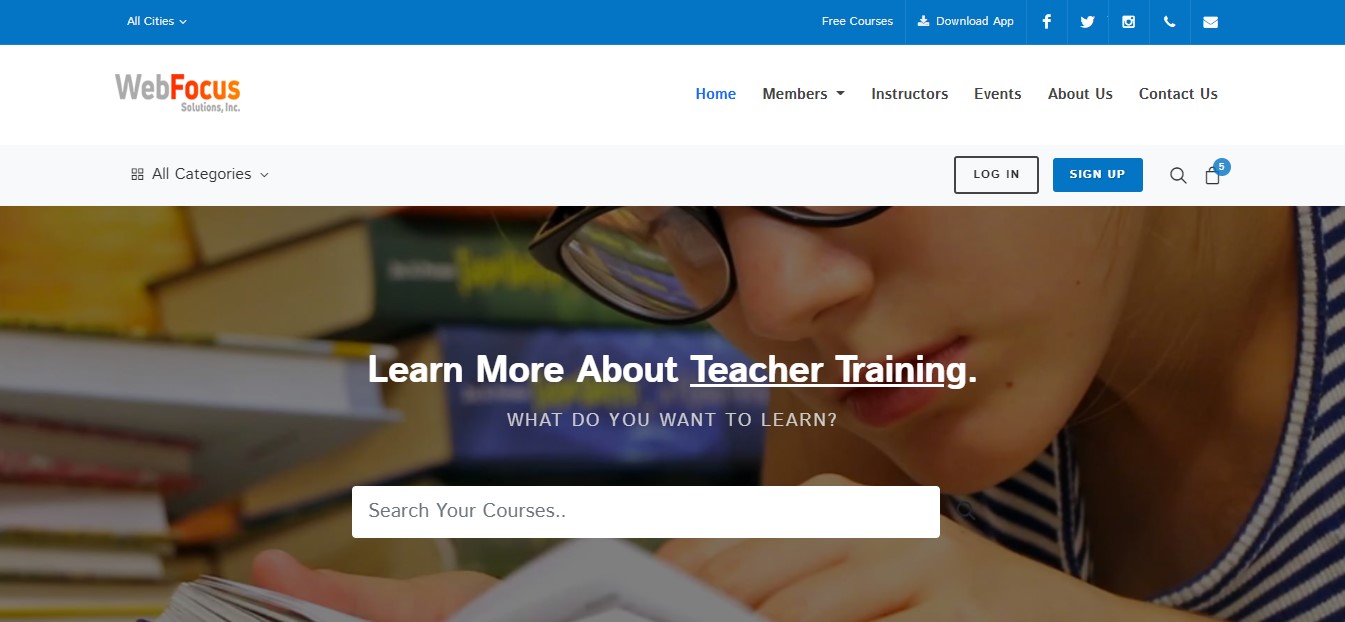 All Cities
Free Courses
Download App
WebFocus
Solutions, Inc.
Home
Members
Instructors
Events
About Us
Contact Us
All Categories
LOG IN
SIGN UP
5
Learn More About Teacher Training.
WHAT DO YOU WANT TO LEARN?
Search Your Courses..